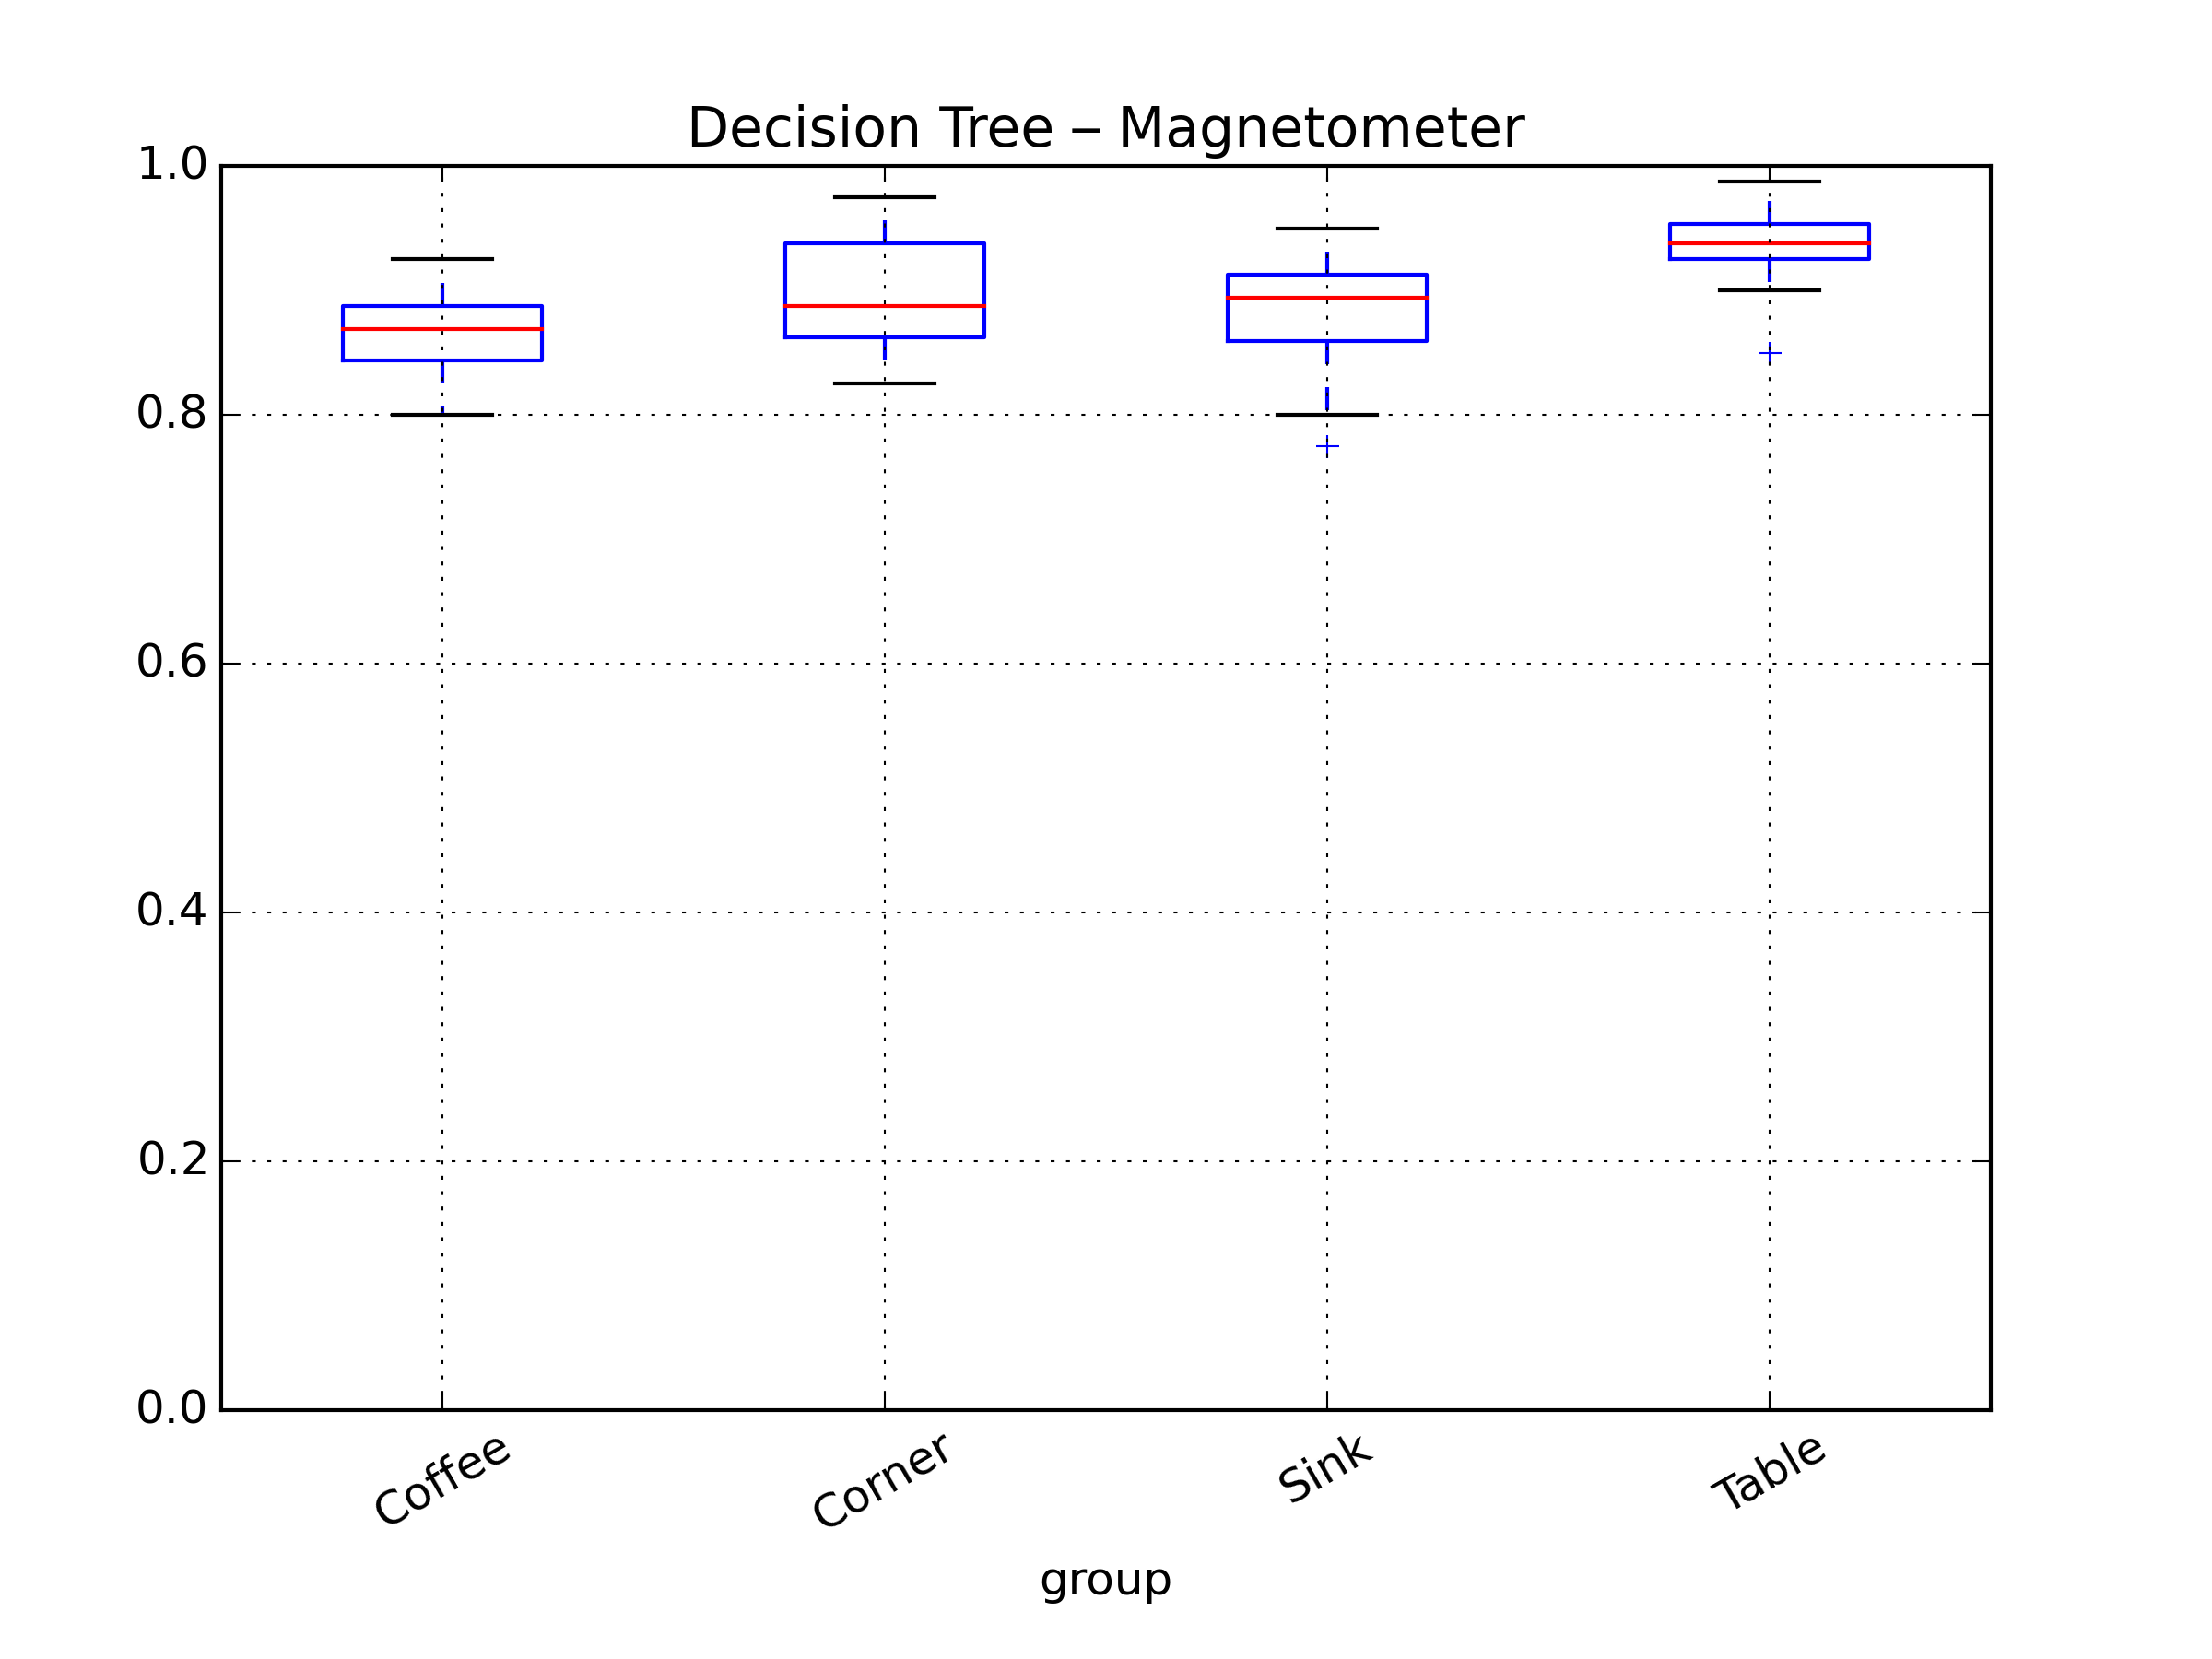 Decision Tree – Magnetometer
1.0
0.8
0.6
0.4
0.2
0.0
Coffee
Corner
Sink
Table
group